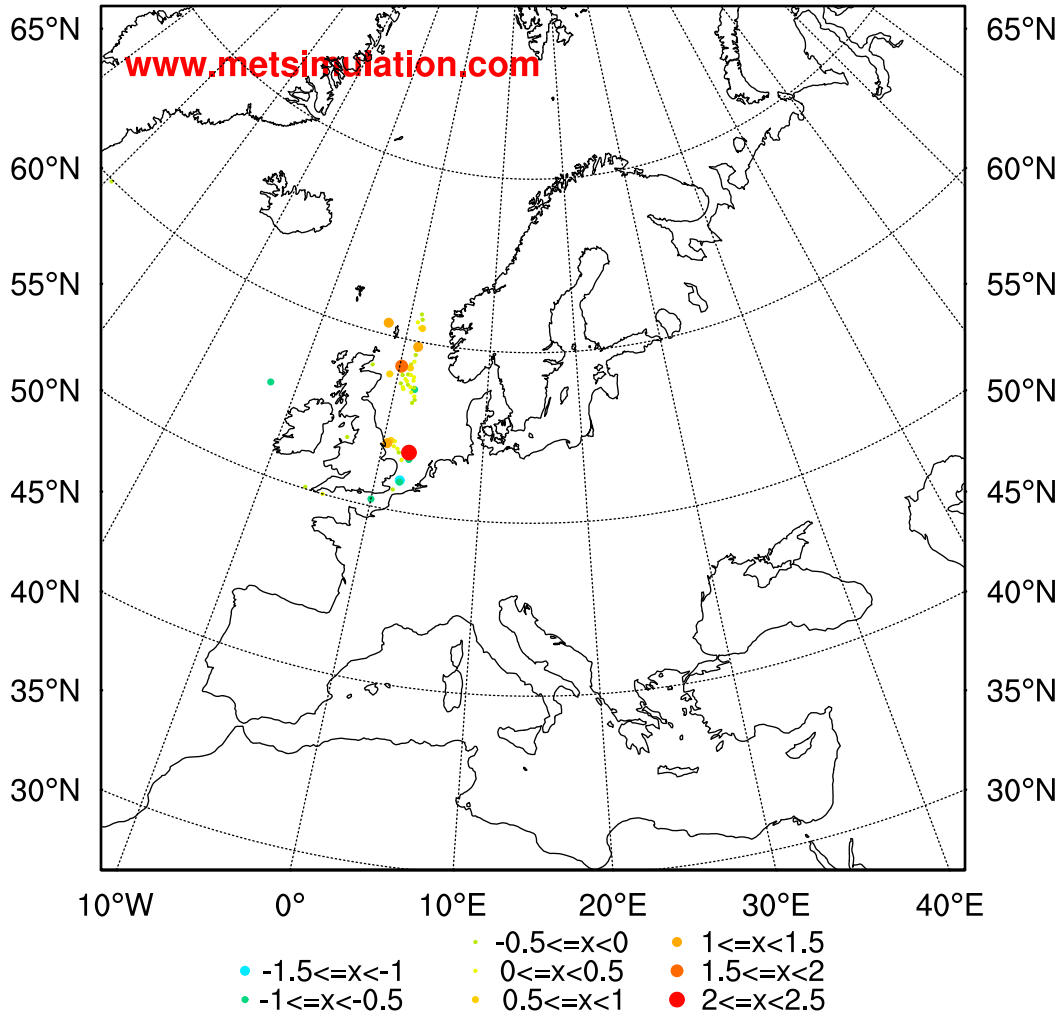 65°N 65°N
www.metsimulation.com
60°N 60°N
55°N 55°N
50°N 50°N
45°N 45°N
40°N 40°N
35°N 35°N
30°N 30°N
10°W 0° 10°E 20°E 30°E 40°E
-0.5<=x<0 1<=x<1.5
-1.5<=x<-1 0<=x<0.5 1.5<=x<2
-1<=x<-0.5 0.5<=x<1 2<=x<2.5